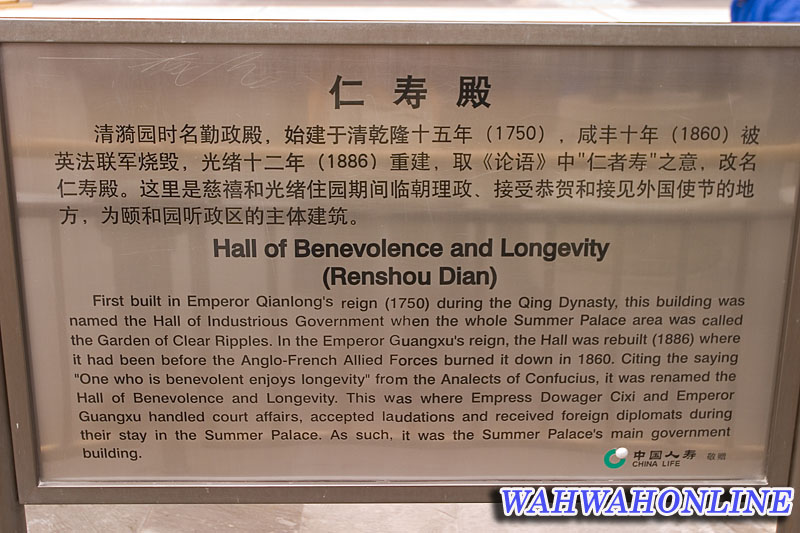 仁寿殿
清漪园时名勤政殿，始建于清乾隆十五年（1750），咸丰十年（1860）被
英法联军烧毁，光绪十二年（1886）重建，取《论语》中"仁者寿"之意，改名
仁寿殿。这里是慈禧和光绪住园期间临朝理政、接受恭贺和接见外国使节的地
方，为颐和园听政区的主体建筑。
Hall of Benevolence and Longevity
(Renshou Dian)
First built in Emperor Qianlong's reign (1750) during the Qing Dynasty, this building was
named the Hall of Industrious Government when the whole Summer Palace area was called
the Garden of Clear Ripples. In the Emperor Guangxu's reign, the Hall was rebuilt (1886) where
it had been before the Anglo-French Allied Forces burned it down in 1860. Citing the saying
"One who is benevolent enjoys longevity" from the Analects of Confucius, it was renamed the
Hall of Benevolence and Longevity. This was where Empress Dowager Cixi and Emperor
Guangxu handled court affairs, accepted laudations and received foreign diplomats during
their stay in the Summer Palace. As such, it was the Summer Palace's main government
building.
中国人寿 敬赠
CHINA LIFE
WAHWAHONLINE